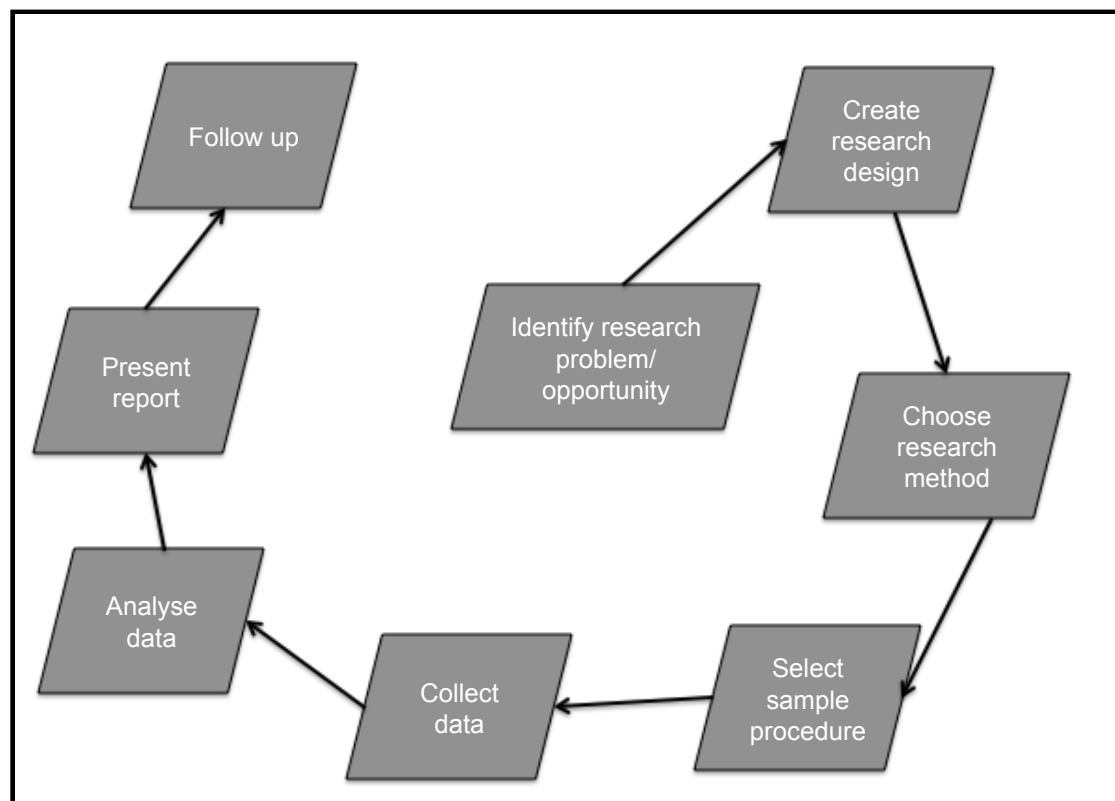 Follow up
Create
research
design
Identify research
problem/
opportunity
Present
report
Choose
research
method
Analyse
data
Collect
data
Select
sample
procedure